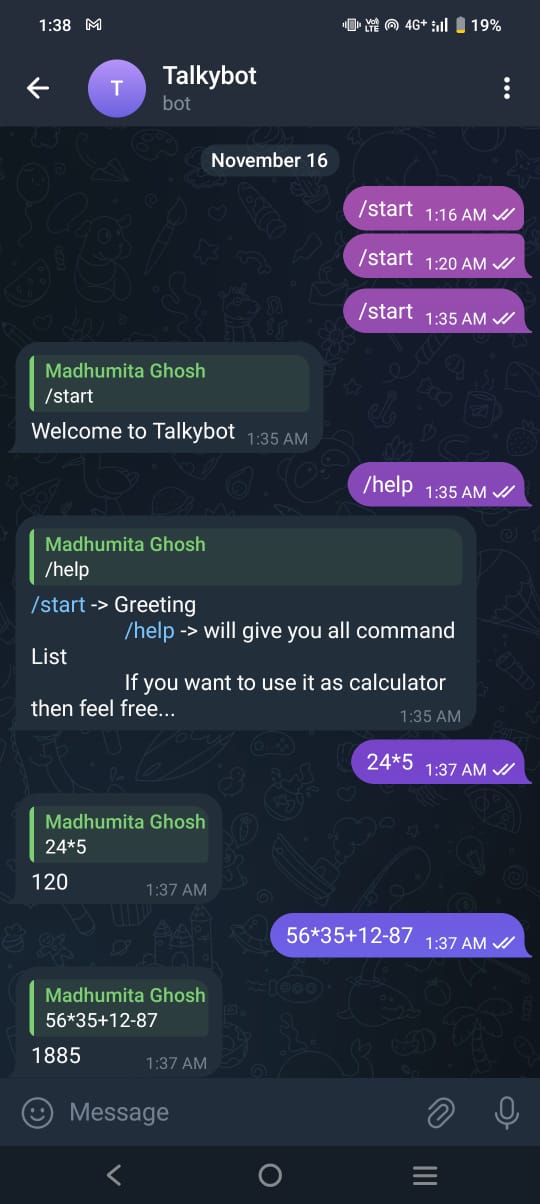 1:38
Vo)) LTE 4G+ 19%
T
Talkybot
bot
November 16
/start 1:16 AM
/start 1:20 AM
/start 1:35 AM
Madhumita Ghosh
/start
Welcome to Talkybot 1:35 AM
/help 1:35 AM
Madhumita Ghosh
/help
/start -> Greeting
/help -> will give you all command
List
If you want to use it as calculator
then feel free...
1:35 AM
24*5 1:37 AM
Madhumita Ghosh
24*5
120 1:37 AM
56*35+12-87 1:37 AM
Madhumita Ghosh
56*35+12-87
1885 1:37 AM
Message